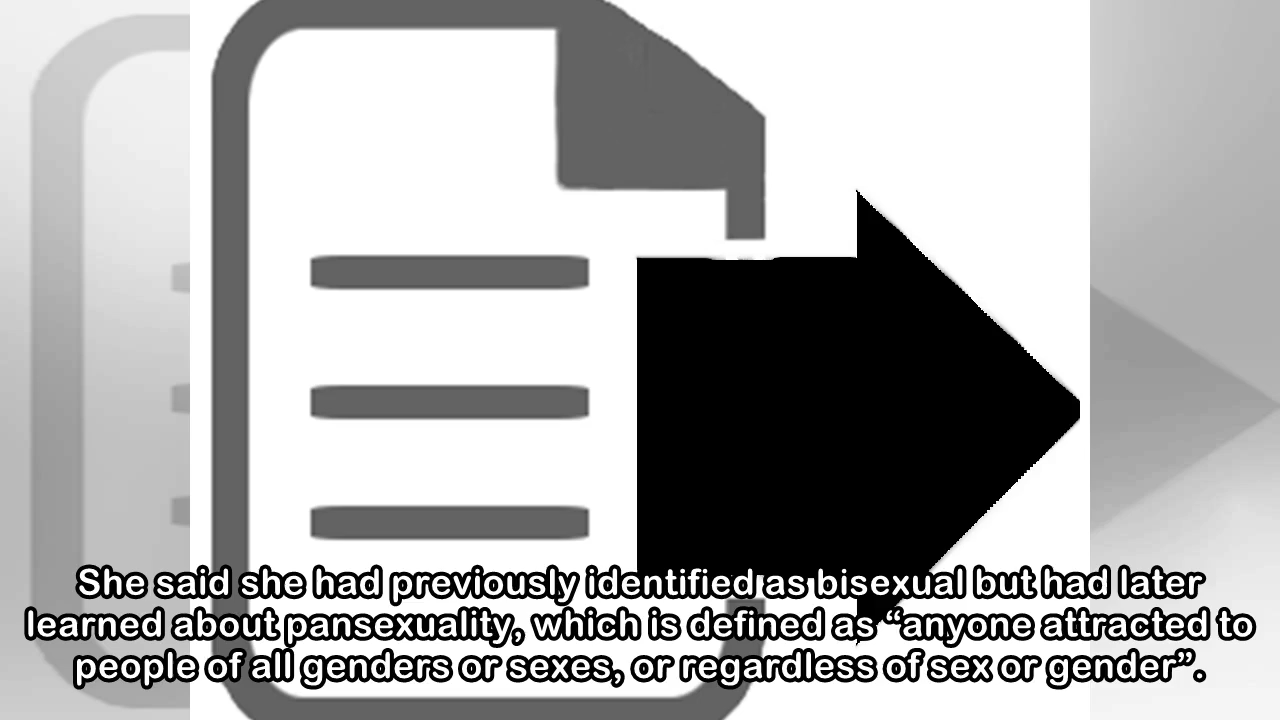 She said she had previously identified as bisexual but had later
learned about pansexuality, which is defined as “anyone attracted to
people of all genders or sexes, or regardless of sex or gender”.